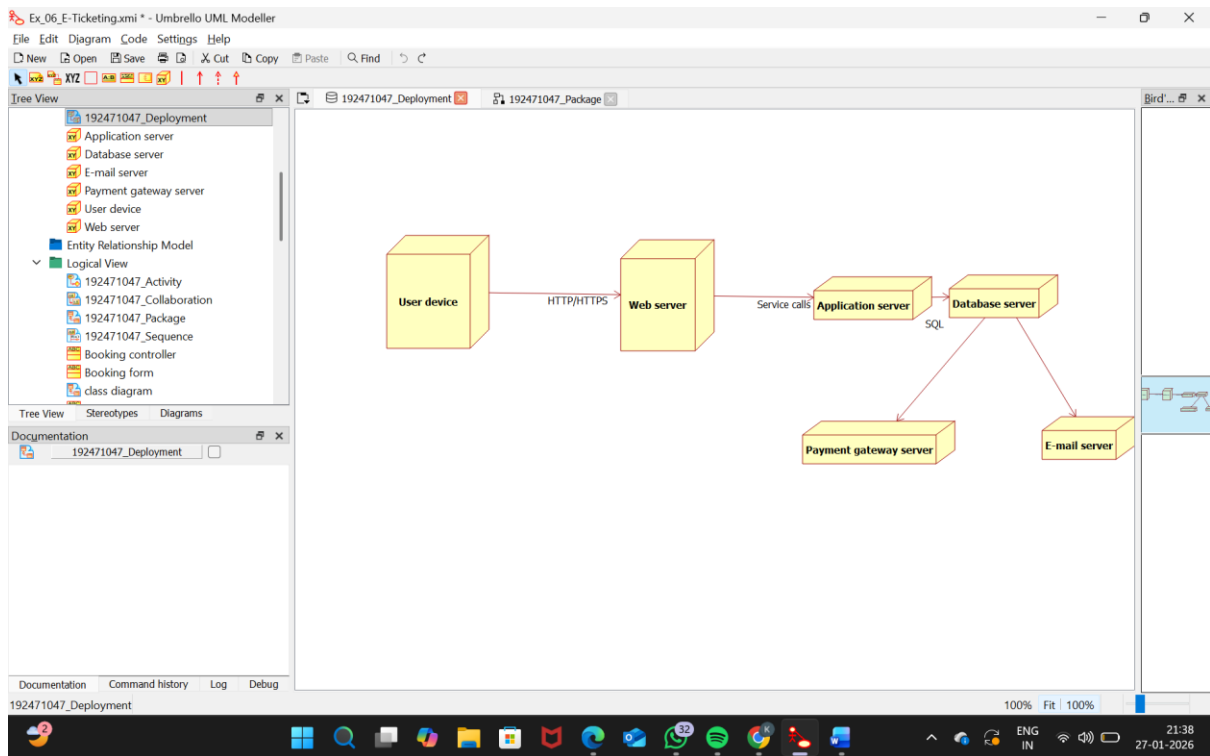 Ex_06_E-Ticketing.xmi * - Umbrello UML Modeller
File Edit Diagram Code Settings Help
New Open Save Cut Copy Paste Find
XYZ
Tree View
192471047_Deployment
Application server
Database server
E-mail server
Payment gateway server
User device
Web server
Entity Relationship Model
Logical View
192471047_Activity
192471047_Collaboration
192471047_Package
192471047_Sequence
Booking controller
Booking form
class diagram
Tree View Stereotypes Diagrams
Documentation
192471047_Deployment
Documentation Command history Log Debug
192471047_Deployment
192471047_Deployment 192471047_Package
User device
HTTP/HTTPS
Web server
Service calls
Application server
SQL
Database server
Payment gateway server
E-mail server
Bird'...
100% Fit 100%
2
32
ENG
IN
21:38
27-01-2026